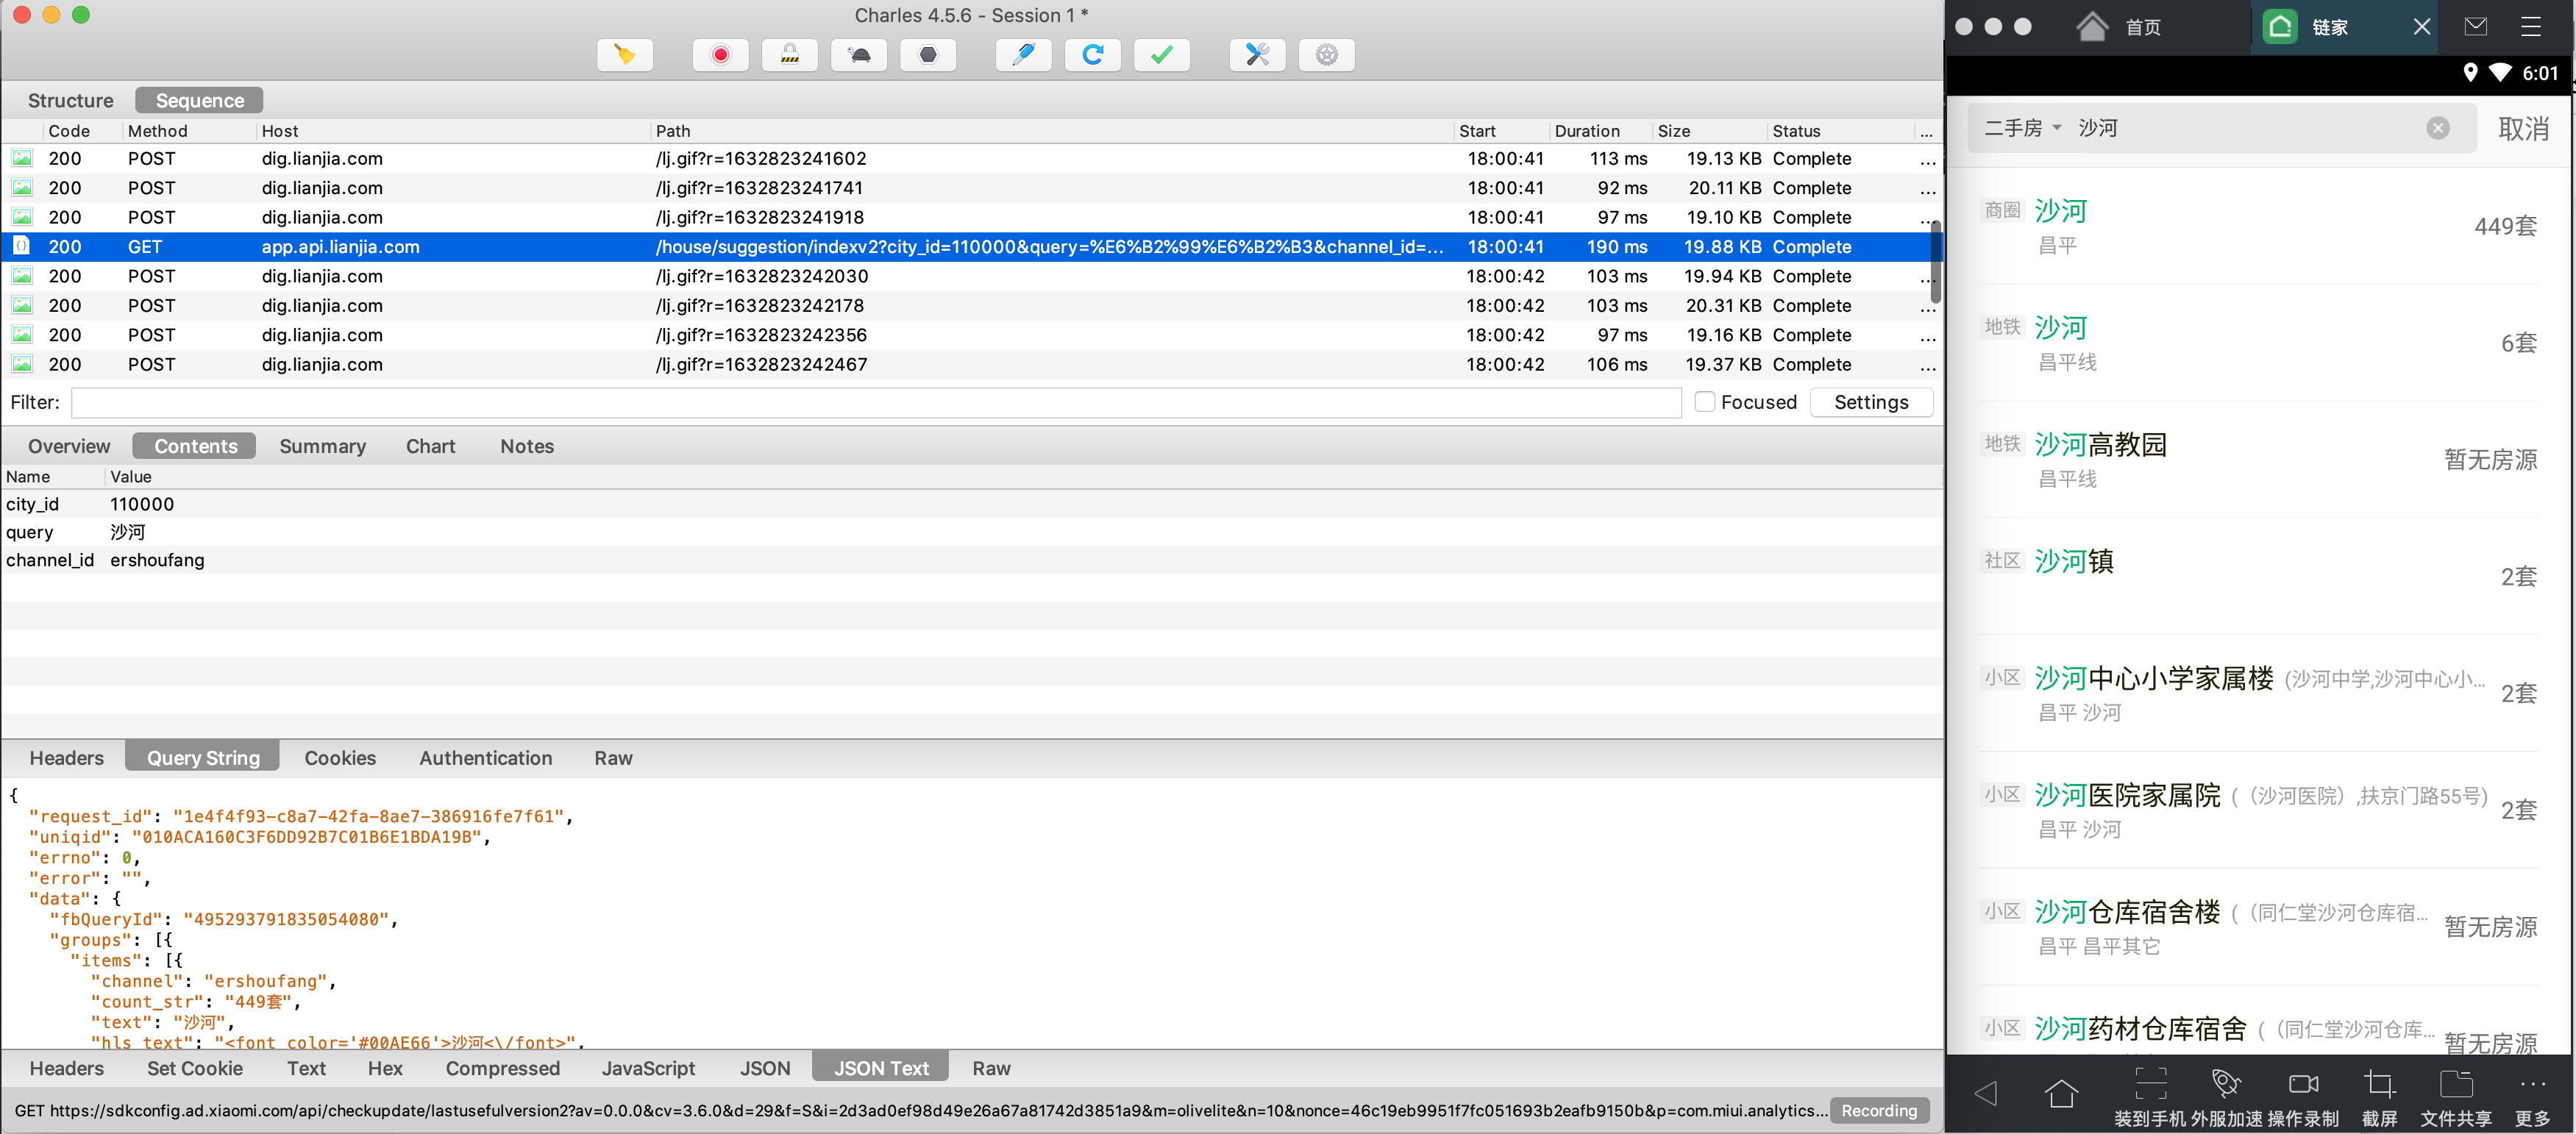 Charles 4.5.6 - Session 1 *
Structure Sequence
Code Method Host Path Start Duration Size Status ...
200 POST dig.lianjia.com /lj.gif?r=1632823241602 18:00:41 113 ms 19.13 KB Complete ...
200 POST dig.lianjia.com /lj.gif?r=1632823241741 18:00:41 92 ms 20.11 KB Complete ...
200 POST dig.lianjia.com /lj.gif?r=1632823241918 18:00:41 97 ms 19.10 KB Complete ...
200 GET app.api.lianjia.com /house/suggestion/indexv2?city_id=110000&query=%E6%B2%99%E6%B2%B3&channel_id=... 18:00:41 190 ms 19.88 KB Complete
200 POST dig.lianjia.com /lj.gif?r=1632823242030 18:00:42 103 ms 19.94 KB Complete ...
200 POST dig.lianjia.com /lj.gif?r=1632823242178 18:00:42 103 ms 20.31 KB Complete ...
200 POST dig.lianjia.com /lj.gif?r=1632823242356 18:00:42 97 ms 19.16 KB Complete ...
200 POST dig.lianjia.com /lj.gif?r=1632823242467 18:00:42 106 ms 19.37 KB Complete ...
Filter: Focused Settings
Overview Contents Summary Chart Notes
Name Value
city_id 110000
query 沙河
channel_id ershoufang
Headers Query String Cookies Authentication Raw
{
"request_id": "1e4f4f93-c8a7-42fa-8ae7-386916fe7f61",
"uniqid": "010ACA160C3F6DD92B7C01B6E1BDA19B",
"errno": 0,
"error": "",
"data": {
"fbQueryId": "495293791835054080",
"groups": [{
"items": [{
"channel": "ershoufang",
"count_str": "449套",
"text": "沙河",
"hls_text": "<font color='#00AE66'>沙河<\/font>",
Headers Set Cookie Text Hex Compressed JavaScript JSON JSON Text Raw
GET https://sdkconfig.ad.xiaomi.com/api/checkupdate/lastusefulversion2?av=0.0.0&cv=3.6.0&d=29&f=S&i=2d3ad0ef98d49e26a67a81742d3851a9&m=olivelite&n=10&nonce=46c19eb9951f7fc051693b2eafb9150b&p=com.miui.analytics... Recording
首页 链家
6:01
二手房 沙河 取消
商圈 沙河 449套
昌平
地铁 沙河 6套
昌平线
地铁 沙河高教园 暂无房源
昌平线
社区 沙河镇 2套
小区 沙河中心小学家属楼 (沙河中学,沙河中心小... 2套
昌平 沙河
小区 沙河医院家属院 (（沙河医院）,扶京门路55号) 2套
昌平 沙河
小区 沙河仓库宿舍楼 (（同仁堂沙河仓库宿... 暂无房源
昌平 昌平其它
小区 沙河药材仓库宿舍 (（同仁堂沙河仓库... 暂无房源
装到手机 外服加速 操作录制 截屏 文件共享 更多